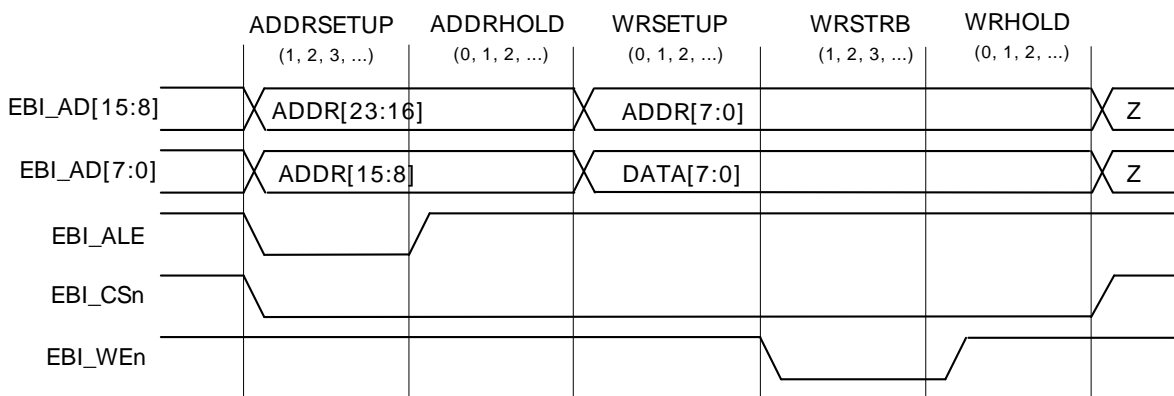 ADDRSETUP ADDRHOLD WRSETUP WRSTRB WRHOLD
(1, 2, 3, ...) (0, 1, 2, ...) (0, 1, 2, ...) (1, 2, 3, ...) (0, 1, 2, ...)
EBI_AD[15:8] ADDR[23:16] ADDR[7:0] Z
EBI_AD[7:0] ADDR[15:8] DATA[7:0] Z
EBI_ALE
EBI_CSn
EBI_WEn